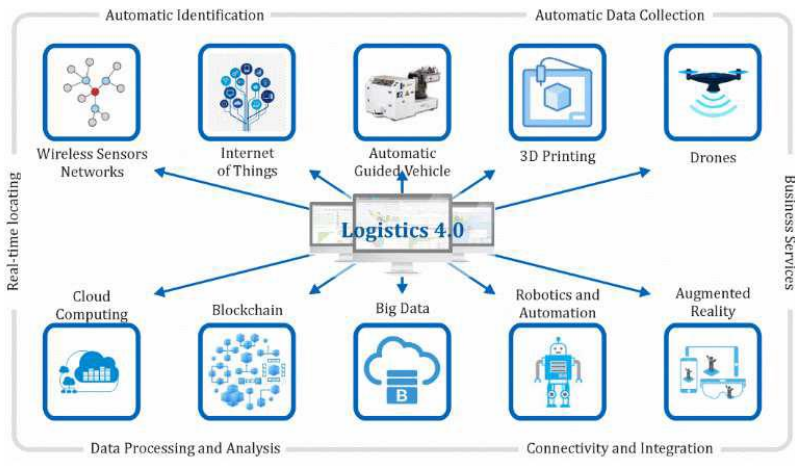 Automatic Identification
Automatic Data Collection
Wireless Sensors
Networks
Internet
of Things
Automatic
Guided Vehicle
3D Printing
Drones
Real-time locating
Business Services
Logistics 4.0
Cloud
Computing
Blockchain
Big Data
Robotics and
Automation
Augmented
Reality
B
Data Processing and Analysis
Connectivity and Integration